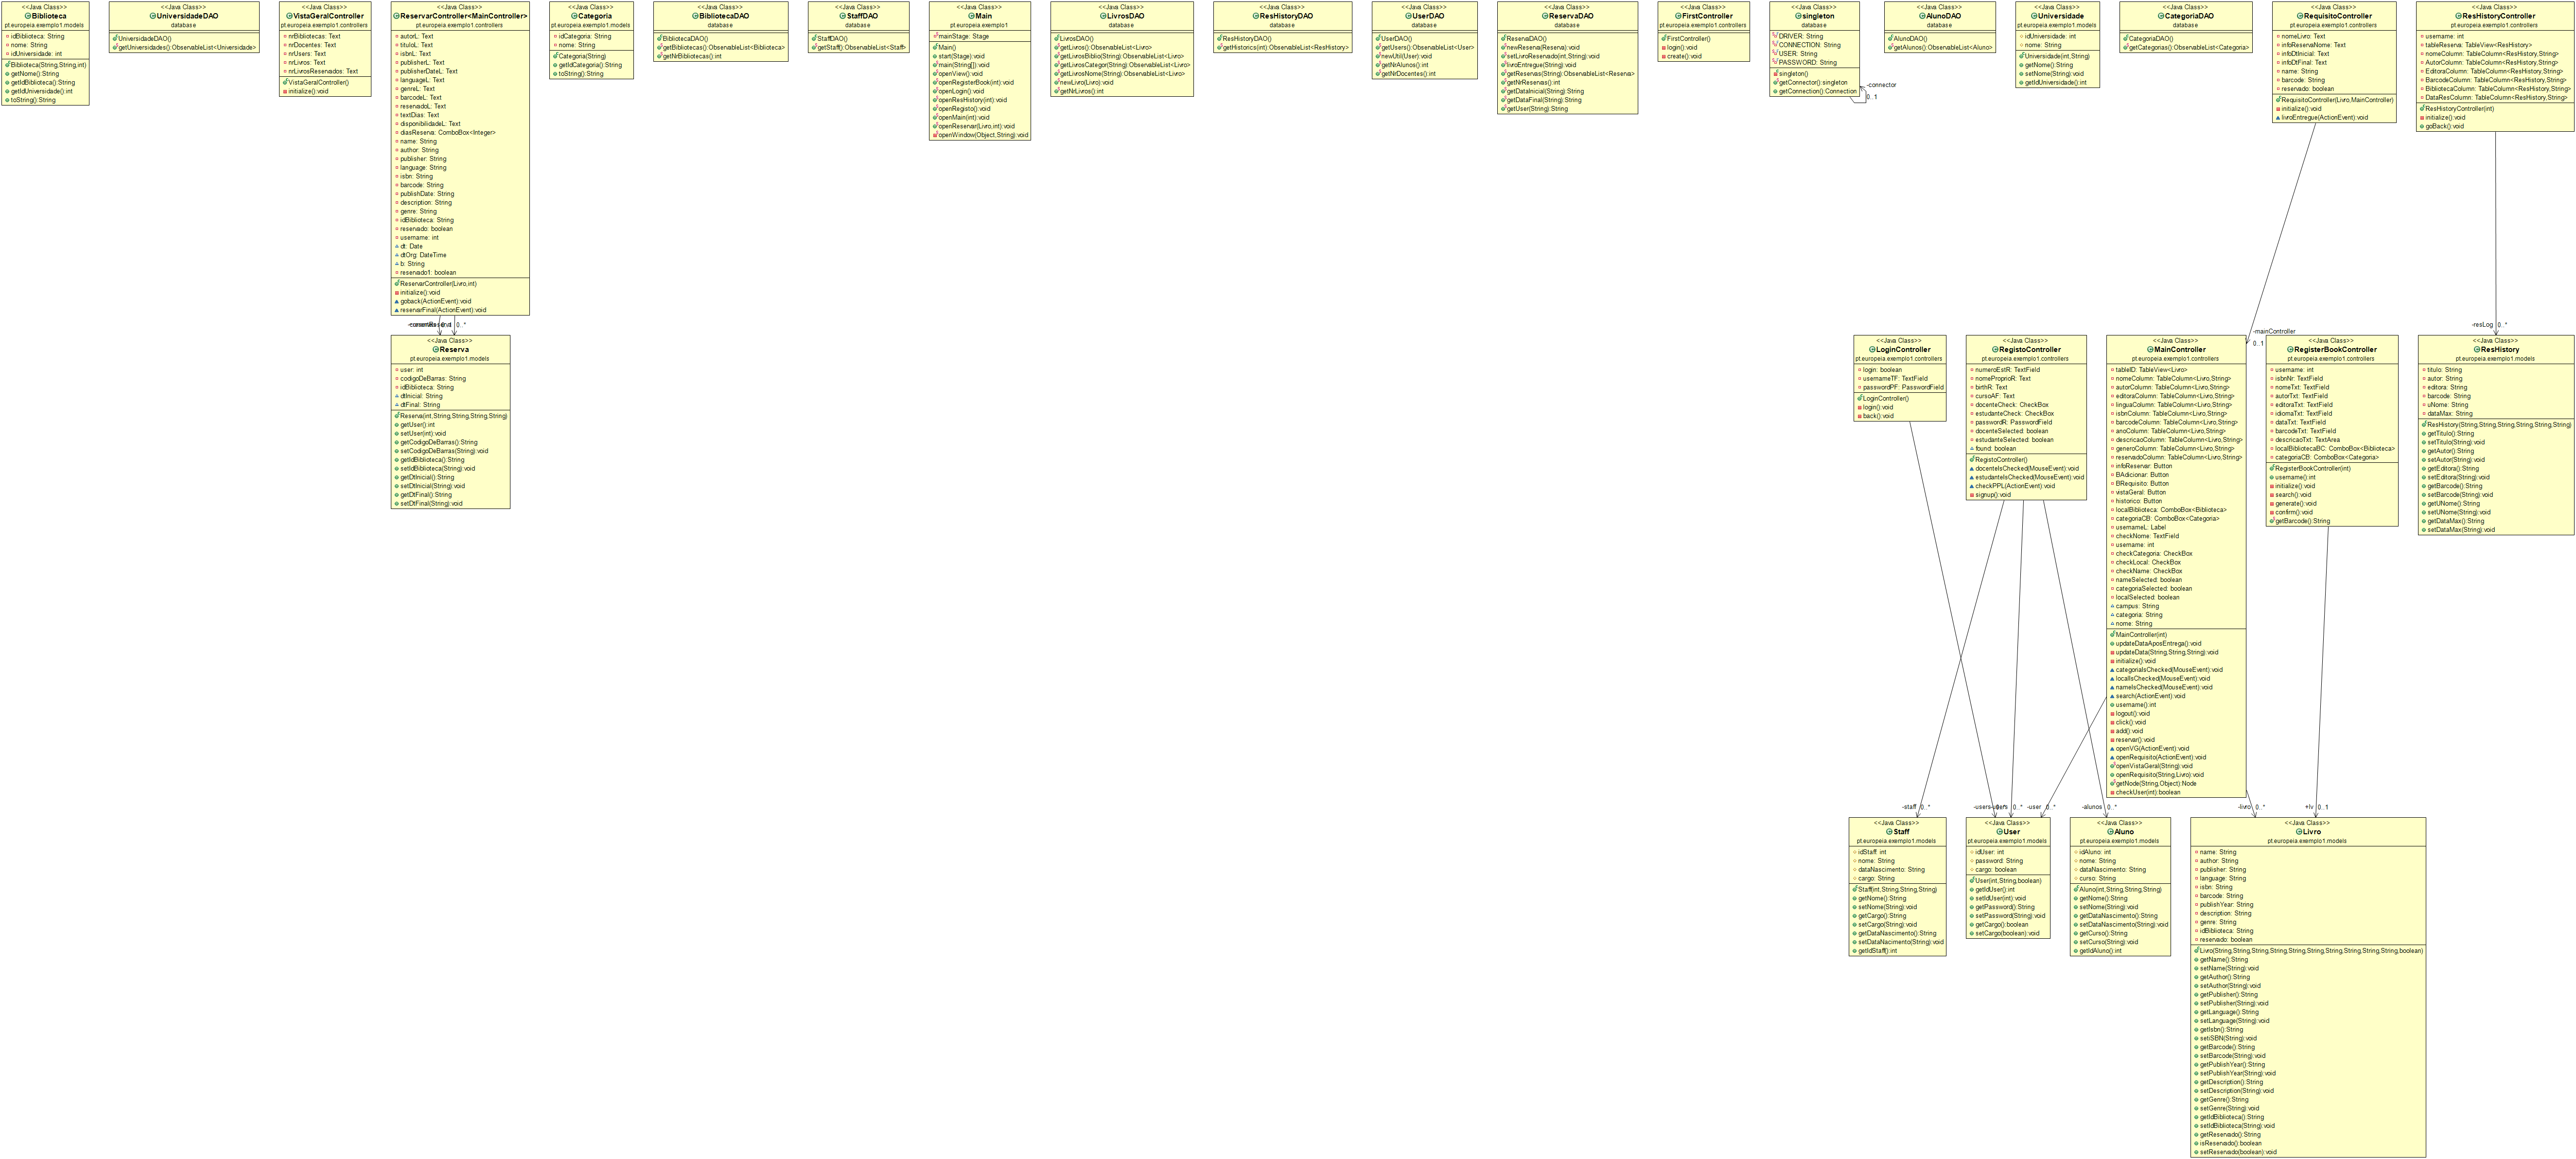 <<Java Class>>
Biblioteca
pt.europeia.exemplo1.models
idBiblioteca: String
nome: String
idUniversidade: int
Biblioteca(String,String,int)
getNome():String
getIdBiblioteca():String
getIdUniversidade():int
toString():String
<<Java Class>>
UniversidadeDAO
database
UniversidadeDAO()
getUniversidades():ObservableList<Universidade>
<<Java Class>>
VistaGeralController
pt.europeia.exemplo1.controllers
nrBibliotecas: Text
nrDocentes: Text
nrUsers: Text
nrLivros: Text
nrLivrosReservados: Text
VistaGeralController()
initialize():void
<<Java Class>>
ReservarController<MainController>
pt.europeia.exemplo1.controllers
autorL: Text
tituloL: Text
isbnL: Text
publisherL: Text
publisherDateL: Text
languageL: Text
genreL: Text
barcodeL: Text
reservadoL: Text
textDias: Text
disponibilidadeL: Text
diasReserva: ComboBox<Integer>
name: String
author: String
publisher: String
language: String
isbn: String
barcode: String
publishDate: String
description: String
genre: String
idBiblioteca: String
reservado: boolean
username: int
dt: Date
dtOrg: DateTime
b: String
reservado1: boolean
ReservarController(Livro,int)
initialize():void
goback(ActionEvent):void
reservarFinal(ActionEvent):void
0..*
<<Java Class>>
Reserva
pt.europeia.exemplo1.models
user: int
codigoDeBarras: String
idBiblioteca: String
dtInicial: String
dtFinal: String
Reserva(int,String,String,String,String)
getUser():int
setUser(int):void
getCodigoDeBarras():String
setCodigoDeBarras(String):void
getIdBiblioteca():String
setIdBiblioteca(String):void
getDtInicial():String
setDtInicial(String):void
getDtFinal():String
setDtFinal(String):void
<<Java Class>>
Categoria
pt.europeia.exemplo1.models
idCategoria: String
nome: String
Categoria(String)
getIdCategoria():String
toString():String
<<Java Class>>
BibliotecaDAO
database
BibliotecaDAO()
getBibliotecas():ObservableList<Biblioteca>
getNrBibliotecas():int
<<Java Class>>
StaffDAO
database
StaffDAO()
getStaff():ObservableList<Staff>
<<Java Class>>
Main
pt.europeia.exemplo1
mainStage: Stage
Main()
start(Stage):void
main(String[]):void
openView():void
openRegisterBook(int):void
openLogin():void
openResHistory(int):void
openRegisto():void
openMain(int):void
openReservar(Livro,int):void
openWindow(Object,String):void
<<Java Class>>
LivrosDAO
database
LivrosDAO()
getLivros():ObservableList<Livro>
getLivrosBiblio(String):ObservableList<Livro>
getLivrosCategor(String):ObservableList<Livro>
getLivrosNome(String):ObservableList<Livro>
newLivro(Livro):void
getNrLivros():int
<<Java Class>>
ResHistoryDAO
database
ResHistoryDAO()
getHistorics(int):ObservableList<ResHistory>
<<Java Class>>
UserDAO
database
UserDAO()
getUsers():ObservableList<User>
newUtil(User):void
getNrAlunos():int
getNrDocentes():int
<<Java Class>>
ReservaDAO
database
ReservaDAO()
newReserva(Reserva):void
setLivroReservado(int,String):void
livroEntregue(String):void
getReservas(String):ObservableList<Reserva>
getNrReservas():int
getDataInicial(String):String
getDataFinal(String):String
getUser(String):String
<<Java Class>>
FirstController
pt.europeia.exemplo1.controllers
FirstController()
login():void
create():void
<<Java Class>>
singleton
database
DRIVER: String
CONNECTION: String
USER: String
PASSWORD: String
singleton()
getConnector():singleton
getConnection():Connection
-connector
0..1
<<Java Class>>
AlunoDAO
database
AlunoDAO()
getAlunos():ObservableList<Aluno>
<<Java Class>>
Universidade
pt.europeia.exemplo1.models
idUniversidade: int
nome: String
Universidade(int,String)
getNome():String
setNome(String):void
getIdUniversidade():int
<<Java Class>>
CategoriaDAO
database
CategoriaDAO()
getCategorias():ObservableList<Categoria>
<<Java Class>>
RequisitoController
pt.europeia.exemplo1.controllers
nomeLivro: Text
infoReservaNome: Text
infoDtInicial: Text
infoDtFinal: Text
name: String
barcode: String
reservado: boolean
RequisitoController(Livro,MainController)
initialize():void
livroEntregue(ActionEvent):void
<<Java Class>>
ResHistoryController
pt.europeia.exemplo1.controllers
username: int
tableReserva: TableView<ResHistory>
nomeColumn: TableColumn<ResHistory,String>
AutorColumn: TableColumn<ResHistory,String>
EditoraColumn: TableColumn<ResHistory,String>
BarcodeColumn: TableColumn<ResHistory,String>
BibliotecaColumn: TableColumn<ResHistory,String>
DataResColumn: TableColumn<ResHistory,String>
ResHistoryController(int)
initialize():void
goBack():void
-mainController
0..1
-resLog 0..*
<<Java Class>>
LoginController
pt.europeia.exemplo1.controllers
login: boolean
usernameTF: TextField
passwordPF: PasswordField
LoginController()
login():void
back():void
<<Java Class>>
RegistoController
pt.europeia.exemplo1.controllers
numeroEstR: TextField
nomeProprioR: Text
birthR: Text
cursoAF: Text
docenteCheck: CheckBox
estudanteCheck: CheckBox
passwordR: PasswordField
docenteSelected: boolean
estudanteSelected: boolean
found: boolean
RegistoController()
docenteIsChecked(MouseEvent):void
estudanteIsChecked(MouseEvent):void
checkPPL(ActionEvent):void
signup():void
<<Java Class>>
MainController
pt.europeia.exemplo1.controllers
tableID: TableView<Livro>
nomeColumn: TableColumn<Livro,String>
autorColumn: TableColumn<Livro,String>
editoraColumn: TableColumn<Livro,String>
linguaColumn: TableColumn<Livro,String>
isbnColumn: TableColumn<Livro,String>
barcodeColumn: TableColumn<Livro,String>
anoColumn: TableColumn<Livro,String>
descricaoColumn: TableColumn<Livro,String>
generoColumn: TableColumn<Livro,String>
reservadoColumn: TableColumn<Livro,String>
infoReservar: Button
BAdicionar: Button
BRequisito: Button
vistaGeral: Button
historico: Button
localBiblioteca: ComboBox<Biblioteca>
categoriaCB: ComboBox<Categoria>
usernameL: Label
checkNome: TextField
username: int
checkCategoria: CheckBox
checkLocal: CheckBox
checkName: CheckBox
nameSelected: boolean
categoriaSelected: boolean
localSelected: boolean
campus: String
categoria: String
nome: String
MainController(int)
updateDataAposEntrega():void
updateData(String,String,String):void
initialize():void
categoriaIsChecked(MouseEvent):void
localIsChecked(MouseEvent):void
nameIsChecked(MouseEvent):void
search(ActionEvent):void
username():int
logout():void
click():void
add():void
reservar():void
openVG(ActionEvent):void
openRequisito(ActionEvent):void
openVistaGeral(String):void
openRequisito(String,Livro):void
getNode(String,Object):Node
checkUser(int):boolean
<<Java Class>>
RegisterBookController
pt.europeia.exemplo1.controllers
username: int
isbnNr: TextField
nomeTxt: TextField
autorTxt: TextField
editoraTxt: TextField
idiomaTxt: TextField
dataTxt: TextField
barcodeTxt: TextField
descricaoTxt: TextArea
localBibliotecaBC: ComboBox<Biblioteca>
categoriaCB: ComboBox<Categoria>
RegisterBookController(int)
username():int
initialize():void
search():void
generate():void
confirm():void
getBarcode():String
<<Java Class>>
ResHistory
pt.europeia.exemplo1.models
titulo: String
autor: String
editora: String
barcode: String
uNome: String
dataMax: String
ResHistory(String,String,String,String,String,String)
getTitulo():String
setTitulo(String):void
getAutor():String
setAutor(String):void
getEditora():String
setEditora(String):void
getBarcode():String
setBarcode(String):void
getUNome():String
setUNome(String):void
getDataMax():String
setDataMax(String):void
-staff 0..*
-users
0..*
-user 0..*
-alunos 0..*
-livro 0..*
+lv 0..1
<<Java Class>>
Staff
pt.europeia.exemplo1.models
idStaff: int
nome: String
dataNascimento: String
cargo: String
Staff(int,String,String,String)
getNome():String
setNome(String):void
getCargo():String
setCargo(String):void
getDataNascimento():String
setDataNacimento(String):void
getIdStaff():int
<<Java Class>>
User
pt.europeia.exemplo1.models
idUser: int
password: String
cargo: boolean
User(int,String,boolean)
getIdUser():int
setIdUser(int):void
getPassword():String
setPassword(String):void
getCargo():boolean
setCargo(boolean):void
<<Java Class>>
Aluno
pt.europeia.exemplo1.models
idAluno: int
nome: String
dataNascimento: String
curso: String
Aluno(int,String,String,String)
getNome():String
setNome(String):void
getDataNascimento():String
setDataNascimento(String):void
getCurso():String
setCurso(String):void
getIdAluno():int
<<Java Class>>
Livro
pt.europeia.exemplo1.models
name: String
author: String
publisher: String
language: String
isbn: String
barcode: String
publishYear: String
description: String
genre: String
idBiblioteca: String
reservado: boolean
Livro(String,String,String,String,String,String,String,String,String,String,boolean)
getName():String
setName(String):void
getAuthor():String
setAuthor(String):void
getPublisher():String
setPublisher(String):void
getLanguage():String
setLanguage(String):void
getIsbn():String
setISBN(String):void
getBarcode():String
setBarcode(String):void
getPublishYear():String
setPublishYear(String):void
getDescription():String
setDescription(String):void
getGenre():String
setGenre(String):void
getIdBiblioteca():String
setIdBiblioteca(String):void
getReservado():String
isReservado():boolean
setReservado(boolean):void